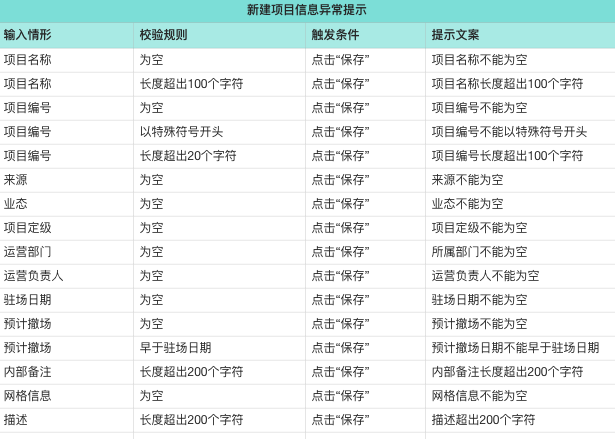 新建项目信息异常提示
输入情形 校验规则 触发条件 提示文案
项目名称 为空 点击“保存” 项目名称不能为空
项目名称 长度超出100个字符 点击“保存” 项目名称长度超出100个字符
项目编号 为空 点击“保存” 项目编号不能为空
项目编号 以特殊符号开头 点击“保存” 项目编号不能以特殊符号开头
项目编号 长度超出20个字符 点击“保存” 项目编号长度超出100个字符
来源 为空 点击“保存” 来源不能为空
业态 为空 点击“保存” 业态不能为空
项目定级 为空 点击“保存” 项目定级不能为空
运营部门 为空 点击“保存” 所属部门不能为空
运营负责人 为空 点击“保存” 运营负责人不能为空
驻场日期 为空 点击“保存” 驻场日期不能为空
预计撤场 为空 点击“保存” 预计撤场不能为空
预计撤场 早于驻场日期 点击“保存” 预计撤场日期不能早于驻场日期
内部备注 长度超出200个字符 点击“保存” 内部备注长度超出200个字符
网格信息 为空 点击“保存” 网格信息不能为空
描述 长度超出200个字符 点击“保存” 描述超出200个字符